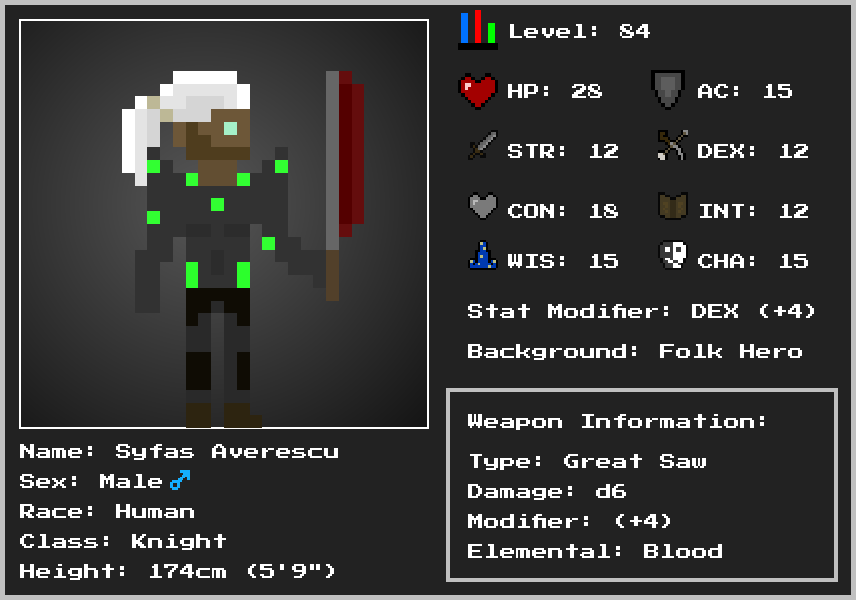 Level: 84
HP: 28 AC: 15
STR: 12 DEX: 12
CON: 18 INT: 12
WIS: 15 CHA: 15
Stat Modifier: DEX (+4)
Background: Folk Hero
Weapon Information:
Type: Great Saw
Damage: d6
Modifier: (+4)
Elemental: Blood
Name: Syfas Averescu
Sex: Male ♂
Race: Human
Class: Knight
Height: 174cm (5'9")